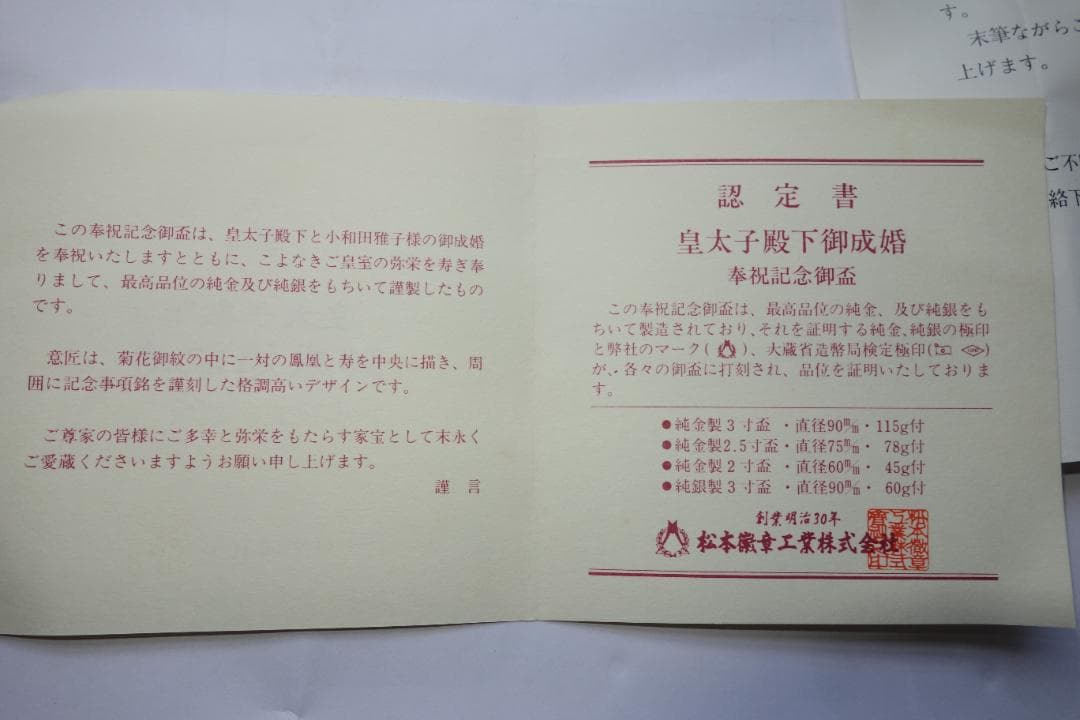 この奉祝記念御盃は、皇太子殿下と小和田雅子様の御成婚
を奉祝いたしますとともに、こよなきご皇室の弥栄を寿ぎ奉
りまして、最高品位の純金及び純銀をもちいて謹製したもの
です。
意匠は、菊花御紋の中に一対の鳳凰と寿を中央に描き、周
囲に記念事項銘を謹刻した格調高いデザインです。
ご尊家の皆様にご多幸と弥栄をもたらす家宝として末永く
ご愛蔵くださいますようお願い申し上げます。
謹言
認定書
皇太子殿下御成婚
奉祝記念御盃
この奉祝記念御盃は、最高品位の純金、及び純銀をも
ちいて製造されており、それを証明する純金、純銀の極印
と弊社のマーク( )、大蔵省造幣局検定極印( )
が、各々の御盃に打刻され、品位を証明いたしておりま
す。
●純金製3寸盃・直径90㎜・115g付
●純金製2.5寸盃・直径75㎜・78g付
●純金製2寸盃・直径60㎜・45g付
●純銀製3寸盃・直径90㎜・60g付
創業明治30年
松本徽章工業株式会社
す。
末筆ながらご
上げます。
ご不
絡下